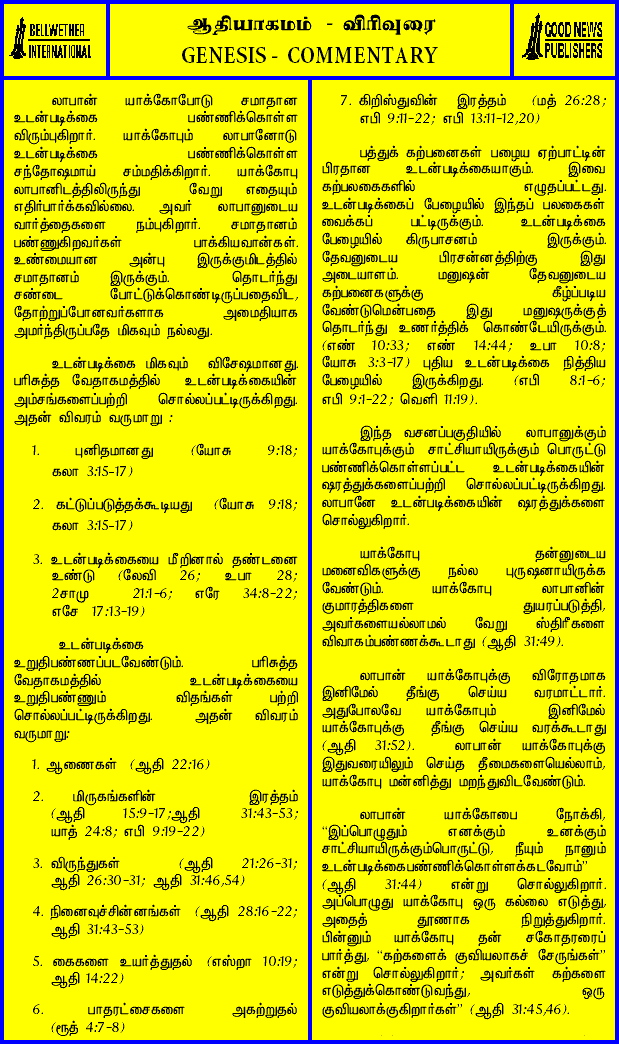 BELLWETHER
INTERNATIONAL
ஆதியாகமம் - விரிவுரை
GENESIS - COMMENTARY
GOOD NEWS
PUBLISHERS
லாபான் யாக்கோபோடு சமாதான
உடன்படிக்கை பண்ணிக்கொள்ள
விரும்புகிறார். யாக்கோபும் லாபானோடு
உடன்படிக்கை பண்ணிக்கொள்ள
சந்தோஷமாய் சம்மதிக்கிறார். யாக்கோபு
லாபானிடத்திலிருந்து வேறு எதையும்
எதிர்பார்க்கவில்லை. அவர் லாபானுடைய
வார்த்தைகளை நம்புகிறார். சமாதானம்
பண்ணுகிறவர்கள் பாக்கியவான்கள்.
உண்மையான அன்பு இருக்குமிடத்தில்
சமாதானம் இருக்கும். தொடர்ந்து
சண்டை போட்டுக்கொண்டிருப்பதைவிட,
தோற்றுப்போனவர்களாக அமைதியாக
அமர்ந்திருப்பதே மிகவும் நல்லது.
உடன்படிக்கை மிகவும் விசேஷமானது.
பரிசுத்த வேதாகமத்தில் உடன்படிக்கையின்
அம்சங்களைப்பற்றி சொல்லப்பட்டிருக்கிறது.
அதன் விவரம் வருமாறு :
1. புனிதமானது (யோசு 9:18;
கலா 3:15-17)
2. கட்டுப்படுத்தக்கூடியது (யோசு 9:18;
கலா 3:15-17)
3. உடன்படிக்கையை மீறினால் தண்டனை
உண்டு (லேவி 26; உபா 28;
2சாமு 21:1-6; எரே 34:8-22;
எசே 17:13-19)
உடன்படிக்கை
உறுதிபண்ணப்படவேண்டும். பரிசுத்த
வேதாகமத்தில் உடன்படிக்கையை
உறுதிபண்ணும் விதங்கள் பற்றி
சொல்லப்பட்டிருக்கிறது. அதன் விவரம்
வருமாறு:
1. ஆணைகள் (ஆதி 22:16)
2. மிருகங்களின் இரத்தம்
(ஆதி 15:9-17;ஆதி 31:43-53;
யாத் 24:8; எபி 9:19-22)
3. விருந்துகள் (ஆதி 21:26-31;
ஆதி 26:30-31; ஆதி 31:46,54)
4. நினைவுச்சின்னங்கள் (ஆதி 28:16-22;
ஆதி 31:43-53)
5. கைகளை உயர்த்துதல் (எஸ்றா 10:19;
ஆதி 14:22)
6. பாதரட்சைகளை அகற்றுதல்
(ரூத் 4:7-8)
7. கிறிஸ்துவின் இரத்தம் (மத் 26:28;
எபி 9:11-22; எபி 13:11-12,20)
பத்துக் கற்பனைகள் பழைய ஏற்பாட்டின்
பிரதான உடன்படிக்கையாகும். இவை
கற்பலகைகளில் எழுதப்பட்டது.
உடன்படிக்கைப் பேழையில் இந்தப் பலகைகள்
வைக்கப் பட்டிருக்கும். உடன்படிக்கை
பேழையில் கிருபாசனம் இருக்கும்.
தேவனுடைய பிரசன்னத்திற்கு இது
அடையாளம். மனுஷன் தேவனுடைய
கற்பனைகளுக்கு கீழ்ப்படிய
வேண்டுமென்பதை இது மனுஷருக்குத்
தொடர்ந்து உணர்த்திக் கொண்டேயிருக்கும்.
(எண் 10:33; எண் 14:44; உபா 10:8;
யோசு 3:3-17) புதிய உடன்படிக்கை நித்திய
பேழையில் இருக்கிறது. (எபி 8:1-6;
எபி 9:1-22; வெளி 11:19).
இந்த வசனப்பகுதியில் லாபானுக்கும்
யாக்கோபுக்கும் சாட்சியாயிருக்கும் பொருட்டு
பண்ணிக்கொள்ளப்பட்ட உடன்படிக்கையின்
ஷரத்துக்களைப்பற்றி சொல்லப்பட்டிருக்கிறது.
லாபானே உடன்படிக்கையின் ஷரத்துக்களை
சொல்லுகிறார்.
யாக்கோபு தன்னுடைய
மனைவிகளுக்கு நல்ல புருஷனாயிருக்க
வேண்டும். யாக்கோபு லாபானின்
குமாரத்திகளை துயரப்படுத்தி,
அவர்களையல்லாமல் வேறு ஸ்திரீகளை
விவாகம்பண்ணக்கூடாது (ஆதி 31:49).
லாபான் யாக்கோபுக்கு விரோதமாக
இனிமேல் தீங்கு செய்ய வரமாட்டார்.
அதுபோலவே யாக்கோபும் இனிமேல்
யாக்கோபுக்கு தீங்கு செய்ய வரக்கூடாது
(ஆதி 31:52). லாபான் யாக்கோபுக்கு
இதுவரையிலும் செய்த தீமைகளையெல்லாம்,
யாக்கோபு மன்னித்து மறந்துவிடவேண்டும்.
லாபான் யாக்கோபை நோக்கி,
"இப்பொழுதும் எனக்கும் உனக்கும்
சாட்சியாயிருக்கும்பொருட்டு, நீயும் நானும்
உடன்படிக்கைபண்ணிக்கொள்ளக்கடவோம்"
(ஆதி 31:44) என்று சொல்லுகிறார்.
அப்பொழுது யாக்கோபு ஒரு கல்லை எடுத்து,
அதைத் தூணாக நிறுத்துகிறார்.
பின்னும் யாக்கோபு தன் சகோதரரைப்
பார்த்து, "கற்களைக் குவியலாகச் சேருங்கள்"
என்று சொல்லுகிறார்; அவர்கள் கற்களை
எடுத்துக்கொண்டுவந்து, ஒரு
குவியலாக்குகிறார்கள்" (ஆதி 31:45,46).